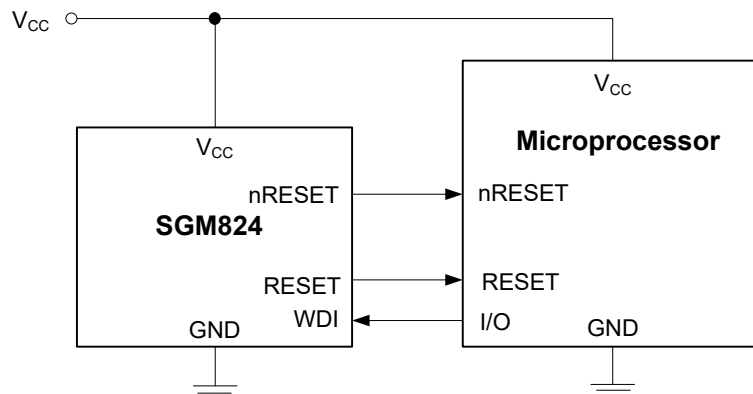 VCC
VCC
nRESET
SGM824
RESET
WDI
GND
VCC
Microprocessor
nRESET
RESET
I/O
GND